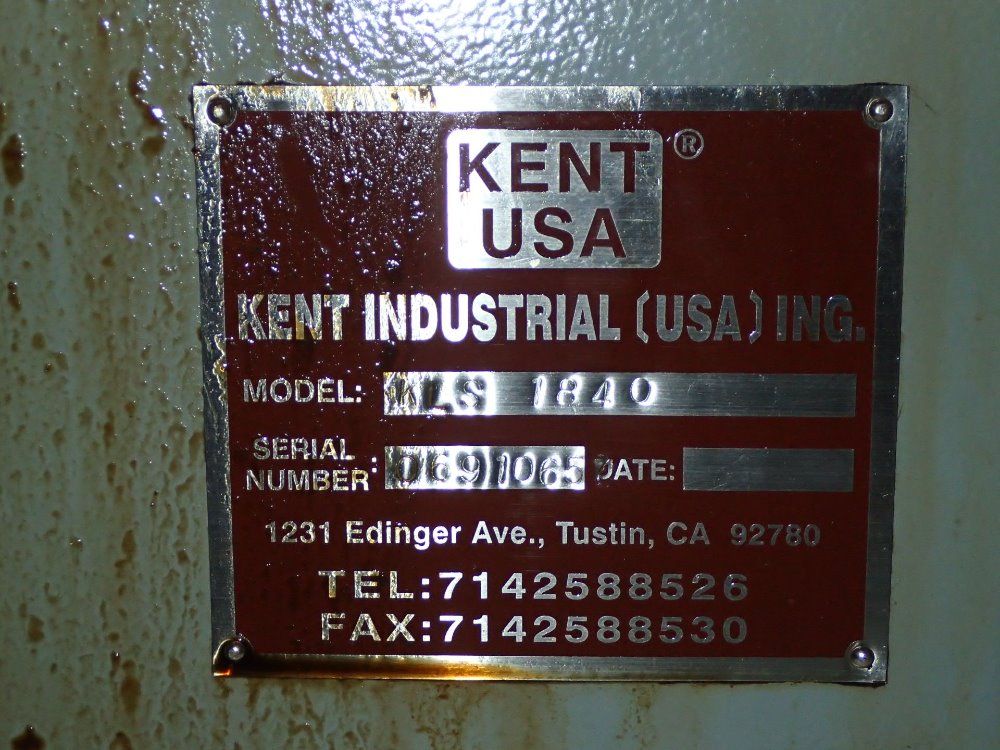 KENT ®
USA
KENT INDUSTRIAL (USA) INC.
MODEL: KLS 1840
SERIAL NUMBER: 0691065 DATE:
1231 Edinger Ave., Tustin, CA 92780
TEL:7142588526
FAX:7142588530